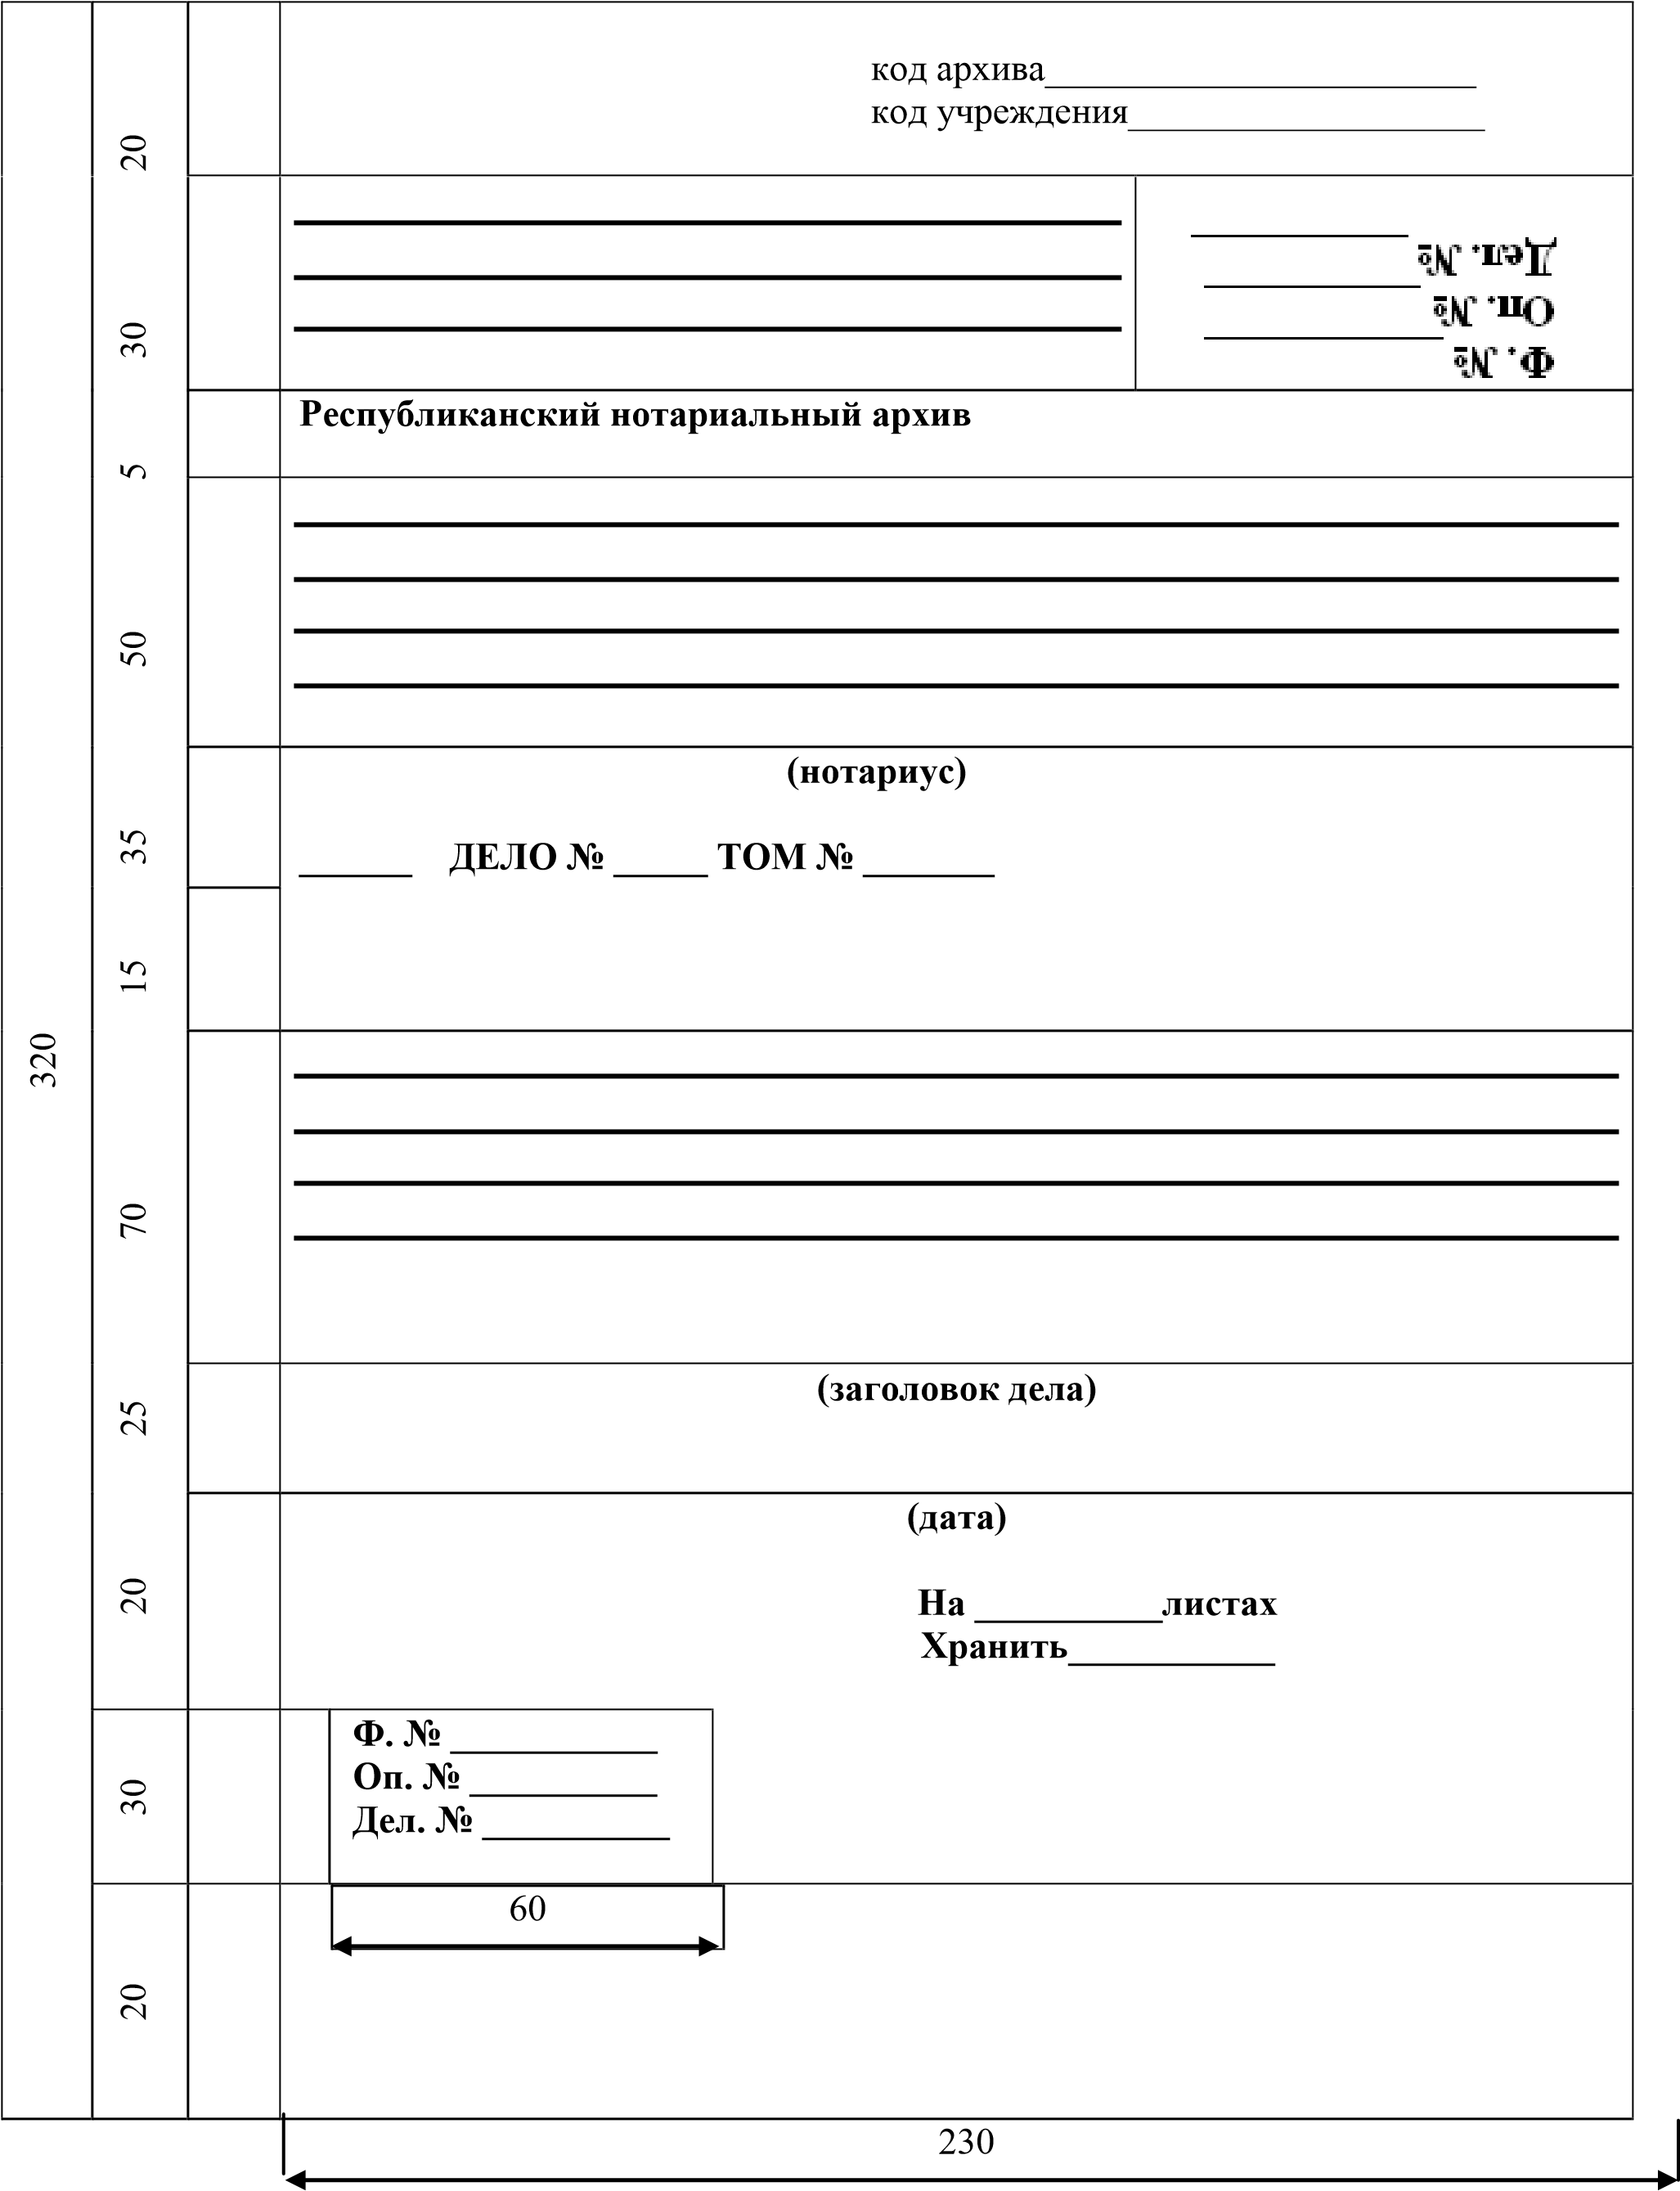 код архива
код учреждения
20
Дел. №
Оп. №
Ф. №
30
Республиканский нотариальный архив
5
50
(нотариус)
35
ДЕЛО № ТОМ №
15
320
70
(заголовок дела)
25
(дата)
20
На листах
Хранить
Ф. №
Оп. №
Дел. №
30
60
20
230